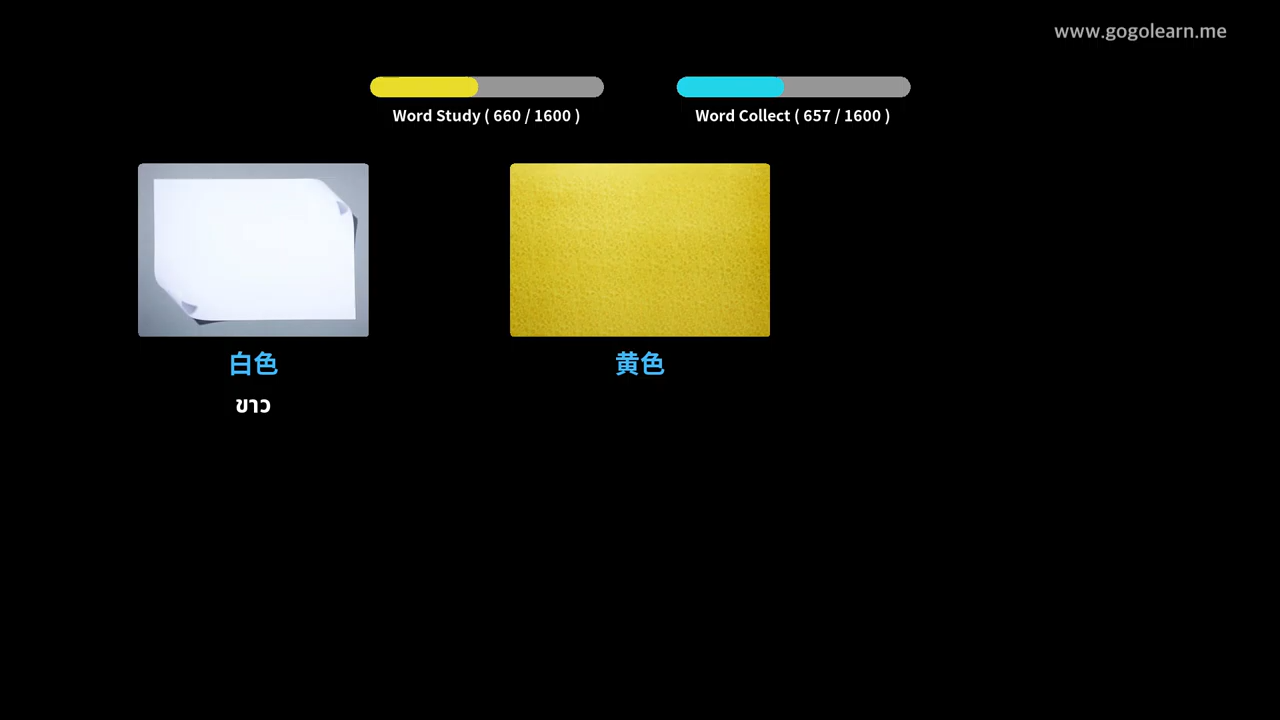 www.gogolearn.me
Word Study ( 660 / 1600 )
Word Collect ( 657 / 1600 )
白色
黄色
ขาว